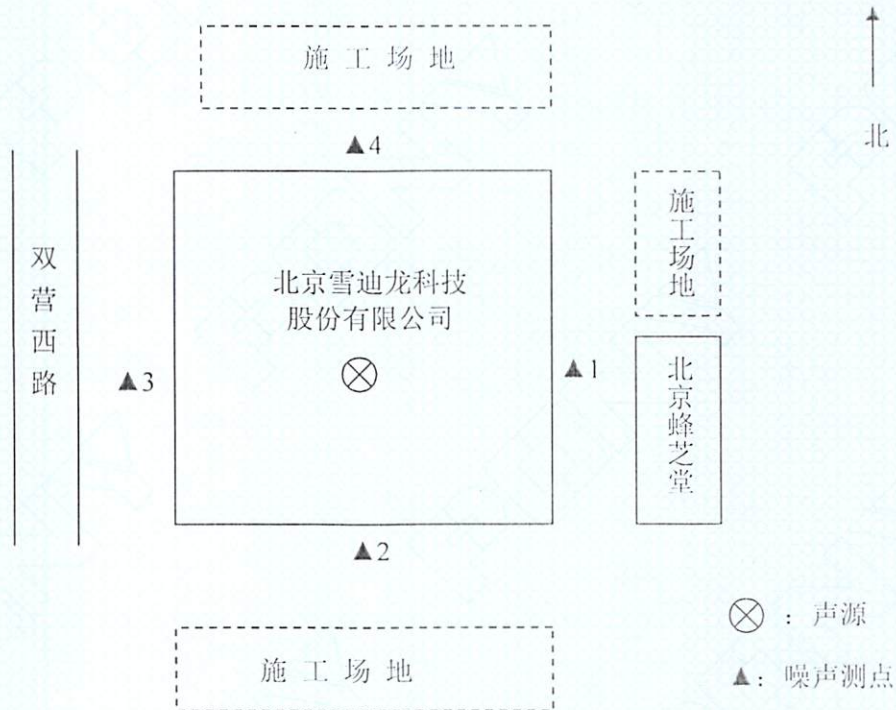 施工场地
▲4
北
双营西路
施工场地
北京雪迪龙科技
股份有限公司
▲3
▲1
北京蜂芝堂
▲2
施工场地
：声源
▲：噪声测点